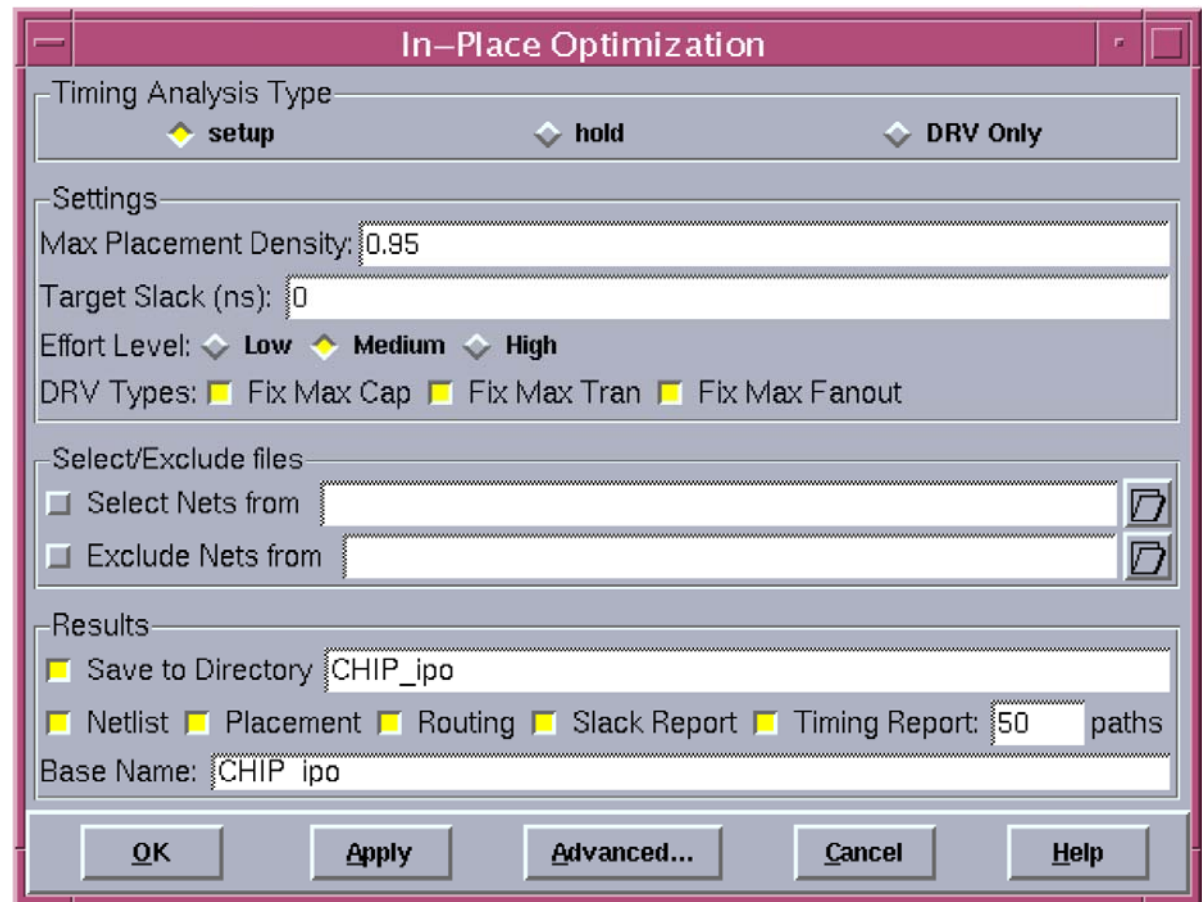 In-Place Optimization
Timing Analysis Type
setup hold DRV Only
Settings
Max Placement Density: 0.95
Target Slack (ns): 0
Effort Level: Low Medium High
DRV Types: Fix Max Cap Fix Max Tran Fix Max Fanout
Select/Exclude files
Select Nets from
Exclude Nets from
Results
Save to Directory CHIP_ipo
Netlist Placement Routing Slack Report Timing Report: 50 paths
Base Name: CHIP_ipo
OK Apply Advanced... Cancel Help